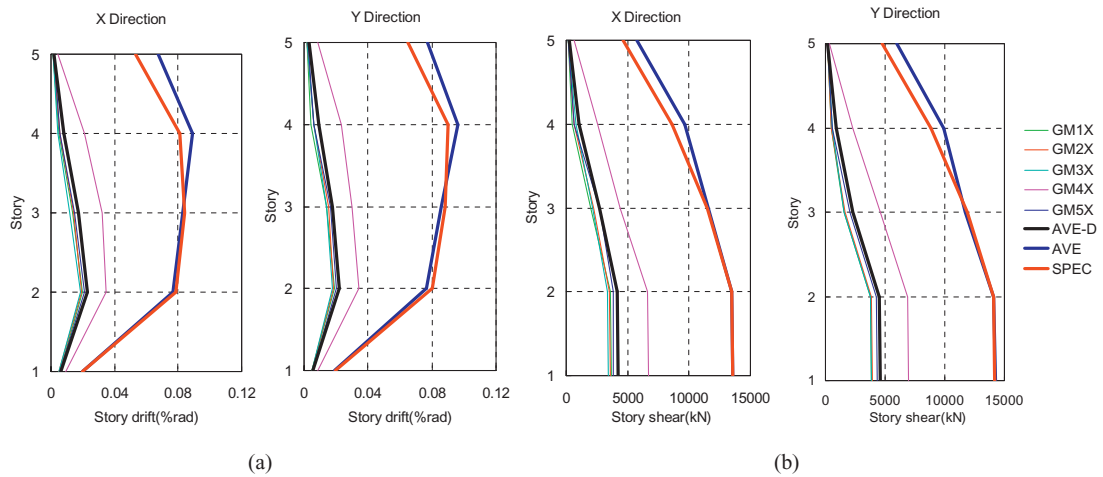 X Direction
Y Direction
X Direction
Y Direction
5
4
3
2
1
Story
0
0.04
0.08
0.12
Story drift(%rad)
5
4
3
2
1
0
0.04
0.08
0.12
Story drift(%rad)
5
4
3
2
1
Story
0
5000
10000
15000
Story shear(kN)
5
4
3
2
1
Story
0
5000
10000
15000
Story shear(kN)
GM1X
GM2X
GM3X
GM4X
GM5X
AVE-D
AVE
SPEC
(a)
(b)